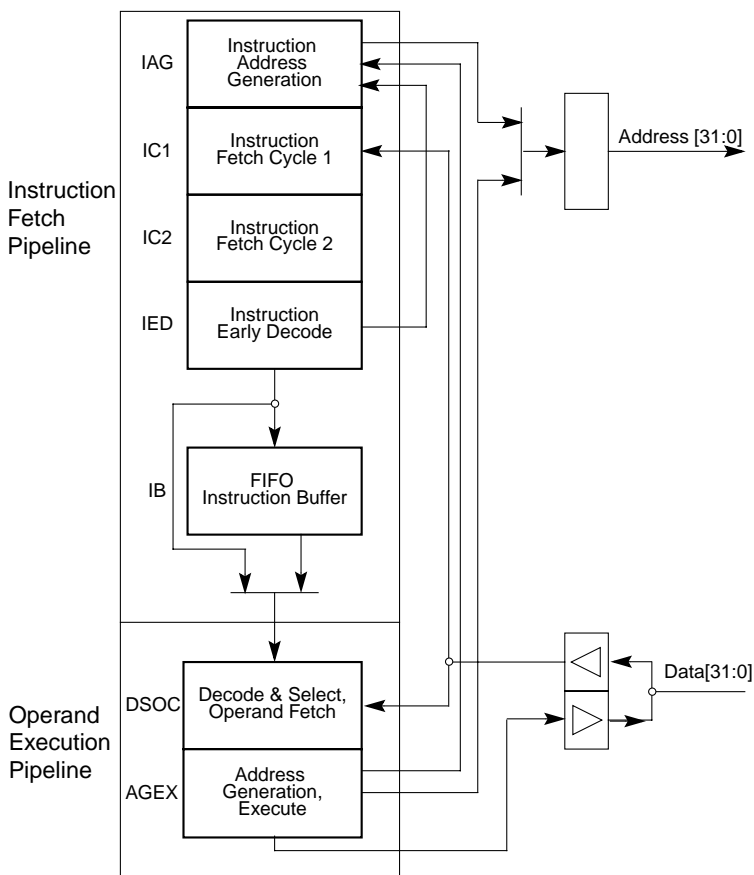 IAG
Instruction
Address
Generation
Address [31:0]
IC1
Instruction
Fetch Cycle 1
Instruction
Fetch
Pipeline
IC2
Instruction
Fetch Cycle 2
IED
Instruction
Early Decode
IB
FIFO
Instruction Buffer
Data[31:0]
Operand
Execution
Pipeline
DSOC
Decode & Select,
Operand Fetch
AGEX
Address
Generation,
Execute